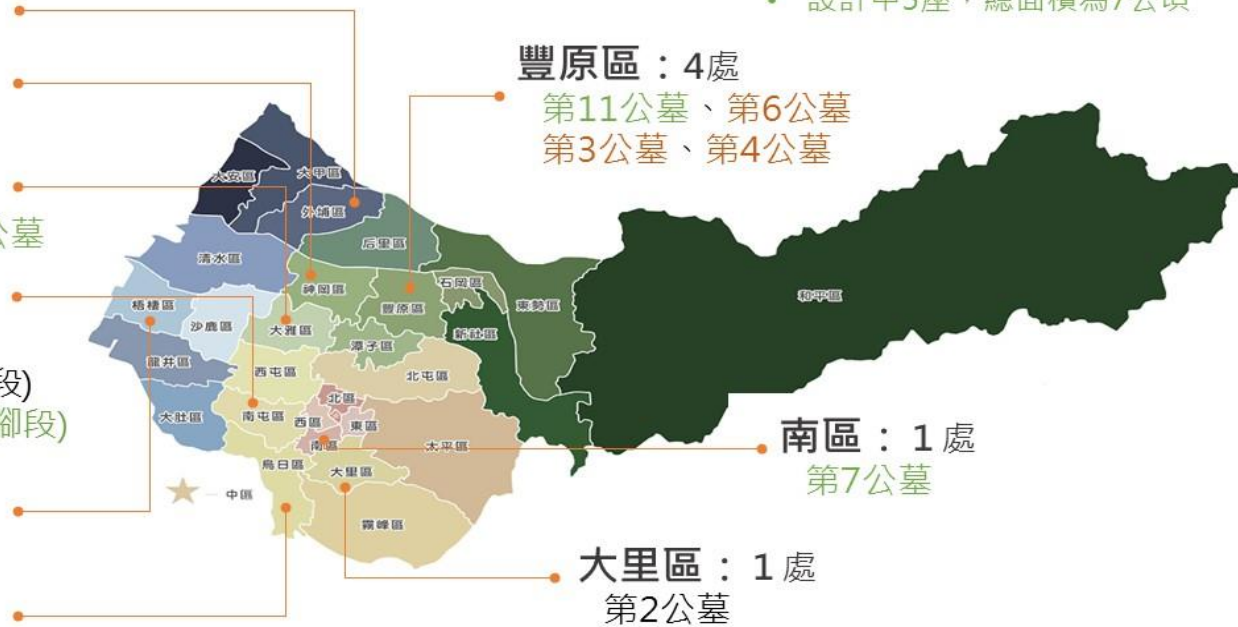 設計中5座，總面積為7公頃
豐原區：4處
第11公墓、第6公墓
第3公墓、第4公墓
大安區
大甲區
外埔區
公墓
后里區
清水區
神岡區
石岡區
和平區
梧棲區
豐原區
東勢區
沙鹿區
大雅區
新社區
潭子區
龍井區
西屯區
北屯區
段)
腳段)
北區
大肚區
南屯區
西區
東區
南區
太平區
南區：1處
烏日區
大里區
第7公墓
中區
霧峰區
大里區：1處
第2公墓